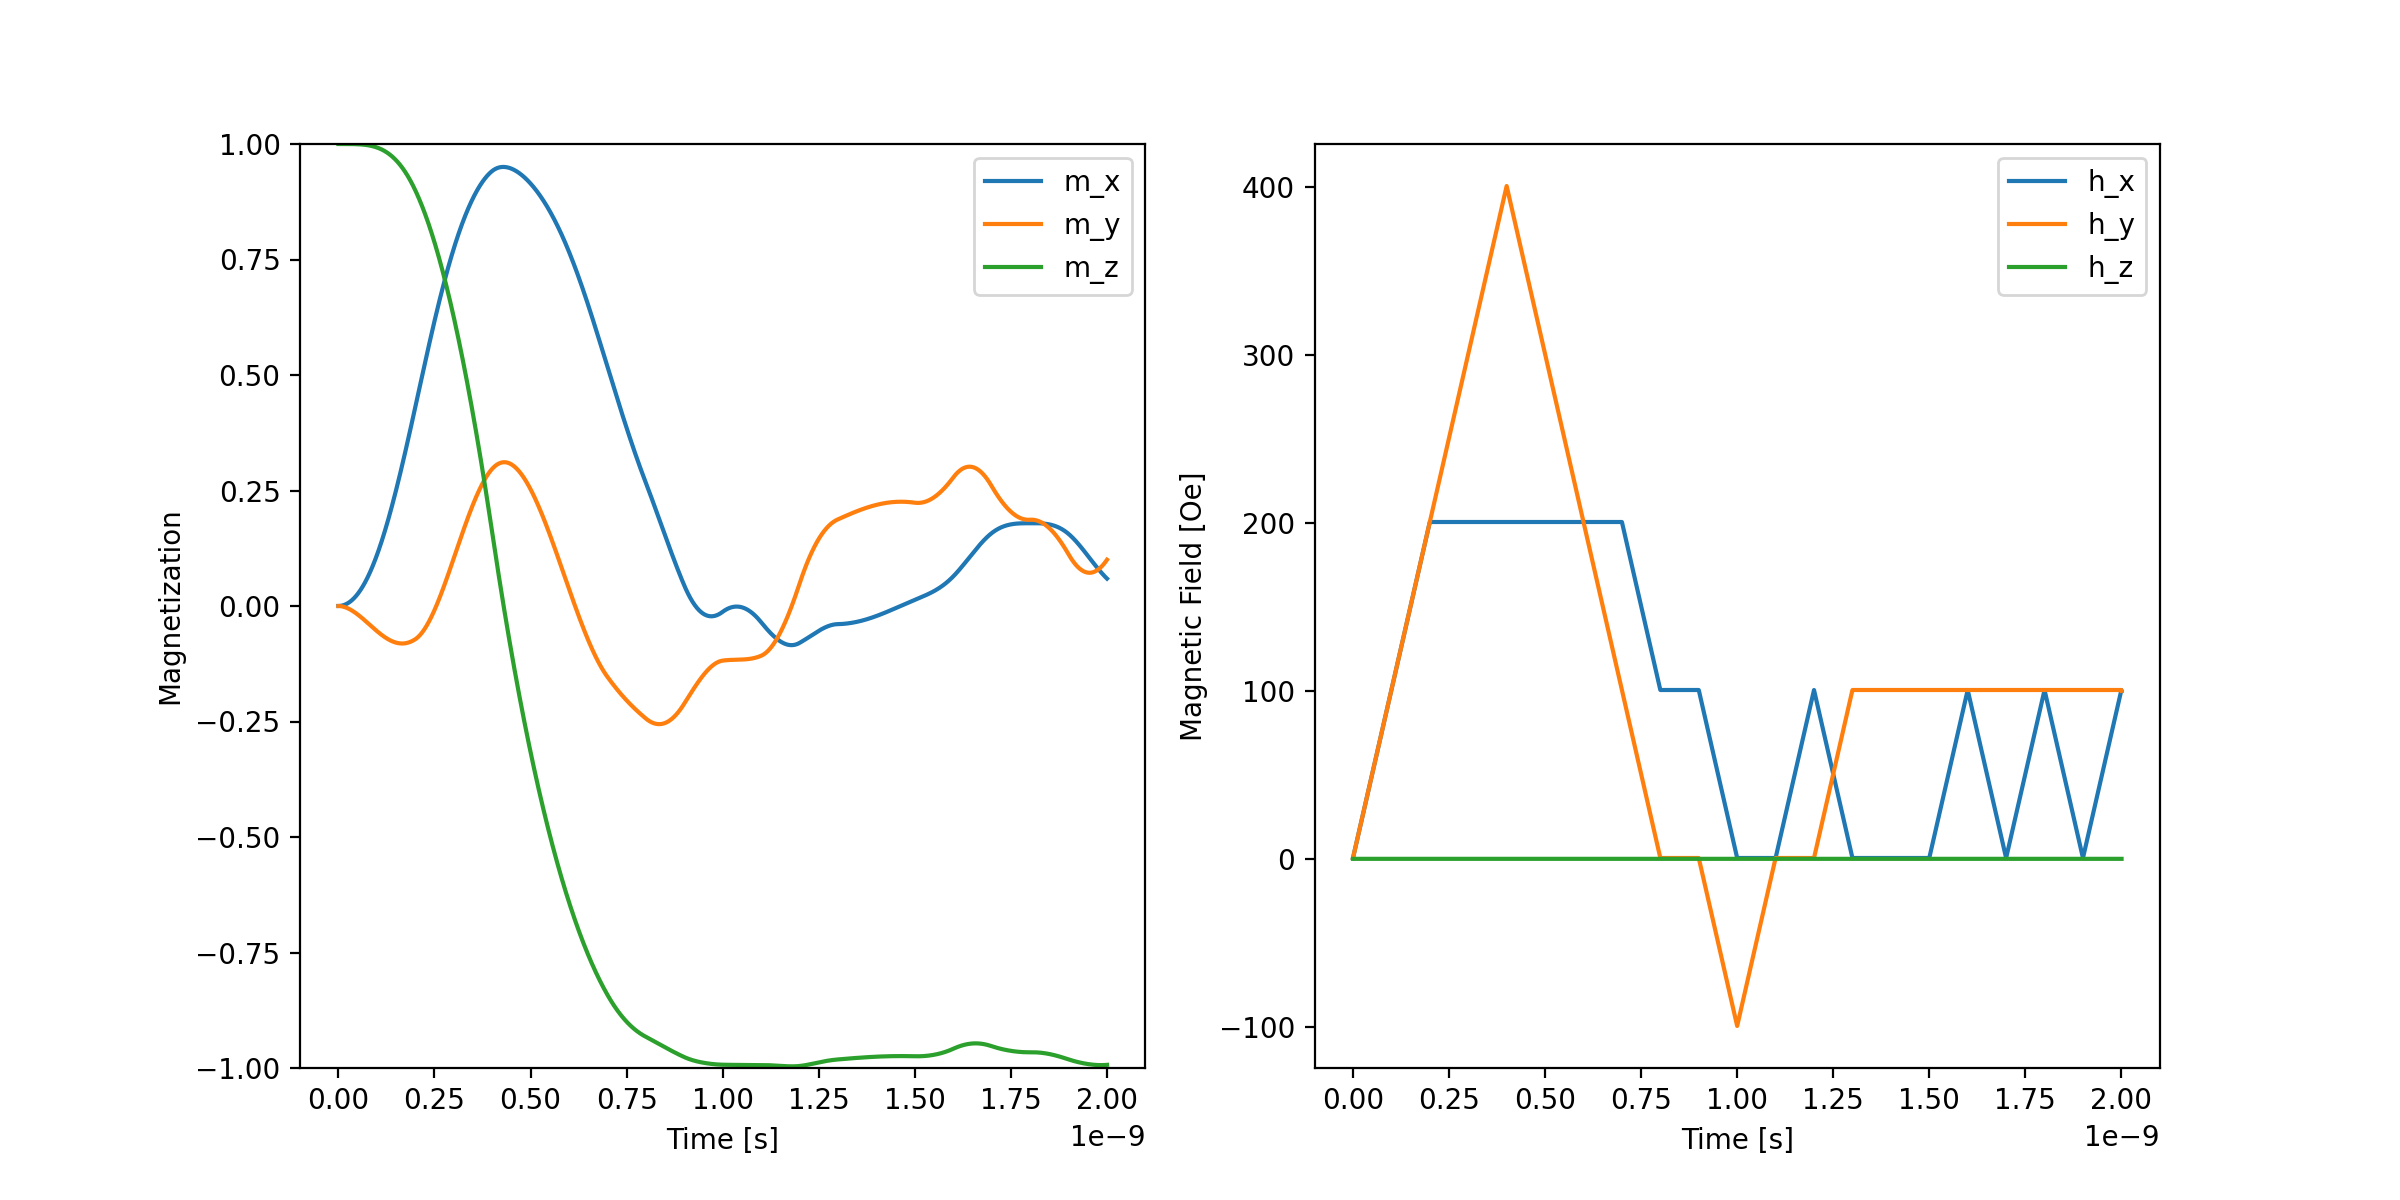 1.00
0.75
0.50
0.25
0.00
−0.25
−0.50
−0.75
−1.00
Magnetization
m_x
m_y
m_z
0.00 0.25 0.50 0.75 1.00 1.25 1.50 1.75 2.00
Time [s]
1e−9
400
300
200
100
0
−100
Magnetic Field [Oe]
h_x
h_y
h_z
0.00 0.25 0.50 0.75 1.00 1.25 1.50 1.75 2.00
Time [s]
1e−9